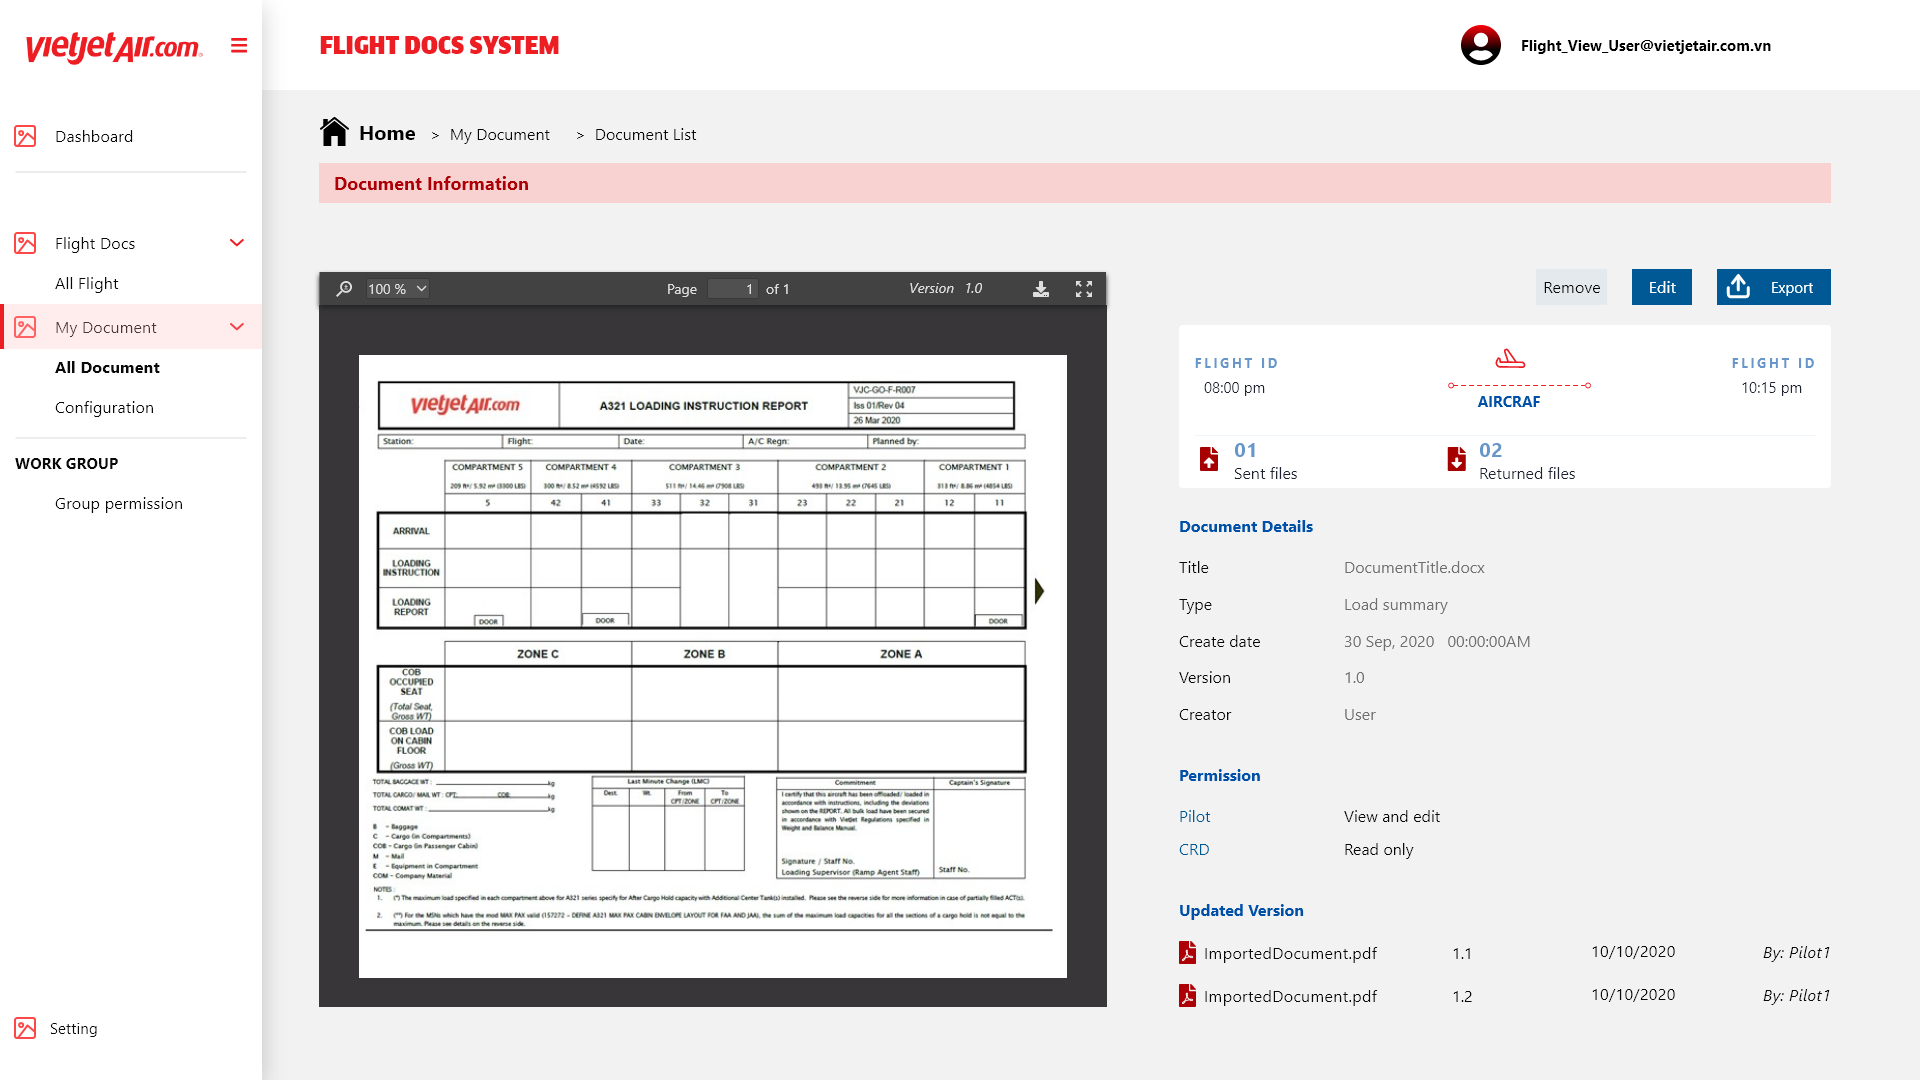 vietjetAir.com
FLIGHT DOCS SYSTEM
Flight_View_User@vietjetair.com.vn
Dashboard
Flight Docs
All Flight
My Document
All Document
Configuration
WORK GROUP
Group permission
Setting
Home > My Document > Document List
Document Information
100 %
Page 1 of 1
Version 1.0
vietjetAir.com
A321 LOADING INSTRUCTION REPORT
VJC-GO-F-R007
Iss 01/Rev 04
26 Mar 2020
Station: Flight: Date: A/C Regn: Planned by:
COMPARTMENT 5 COMPARTMENT 4 COMPARTMENT 3 COMPARTMENT 2 COMPARTMENT 1
209 ft³/ 5.92 m³ (3300 LBS) 300 ft³/ 8.52 m³ (4592 LBS) 511 ft³/ 14.46 m³ (7908 LBS) 493 ft³/ 13.95 m³ (7645 LBS) 313 ft³/ 8.86 m³ (4854 LBS)
5 42 41 33 32 31 23 22 21 12 11
ARRIVAL
LOADING
INSTRUCTION
LOADING
REPORT
DOOR DOOR DOOR
ZONE C ZONE B ZONE A
COB
OCCUPIED
SEAT
(Total Seat,
Gross WT)
COB LOAD
ON CABIN
FLOOR
(Gross WT)
TOTAL BAGGAGE WT : kg
TOTAL CARGO/ MAIL WT : CPT: COB: kg
TOTAL COMAT WT : kg
B - Baggage
C - Cargo (in Compartments)
COB - Cargo (in Passenger Cabin)
M - Mail
E - Equipment in Compartment
COM - Company Material
Last Minute Change (LMC)
Dest. Wt. From To
CPT/ZONE CPT/ZONE
Commitment
I certify that this aircraft has been offloaded/ loaded in
accordance with instructions, including the deviations
shown on the REPORT. All bulk load have been secured
in accordance with Vietjet Regulations specified in
Weight and Balance Manual.
Signature / Staff No.
Loading Supervisor (Ramp Agent Staff)
Captain's Signature
Staff No.
NOTES :
1. (*) The maximum load specified in each compartment above for A321 series specify for After Cargo Hold capacity with Additional Center Tank(s) installed. Please see the reverse side for more information in case of partially filled ACT(s).
2. (**) For the MSNs which have the mod MAX PAX valid (157272 - DEFINE A321 MAX PAX CABIN ENVELOPE LAYOUT FOR FAA AND JAA), the sum of the maximum load capacities for all the sections of a cargo hold is not equal to the
maximum. Please see details on the reverse side.
Remove
Edit
Export
FLIGHT ID
08:00 pm
AIRCRAF
FLIGHT ID
10:15 pm
01
Sent files
02
Returned files
Document Details
Title DocumentTitle.docx
Type Load summary
Create date 30 Sep, 2020 00:00:00AM
Version 1.0
Creator User
Permission
Pilot View and edit
CRD Read only
Updated Version
ImportedDocument.pdf 1.1 10/10/2020 By: Pilot1
ImportedDocument.pdf 1.2 10/10/2020 By: Pilot1